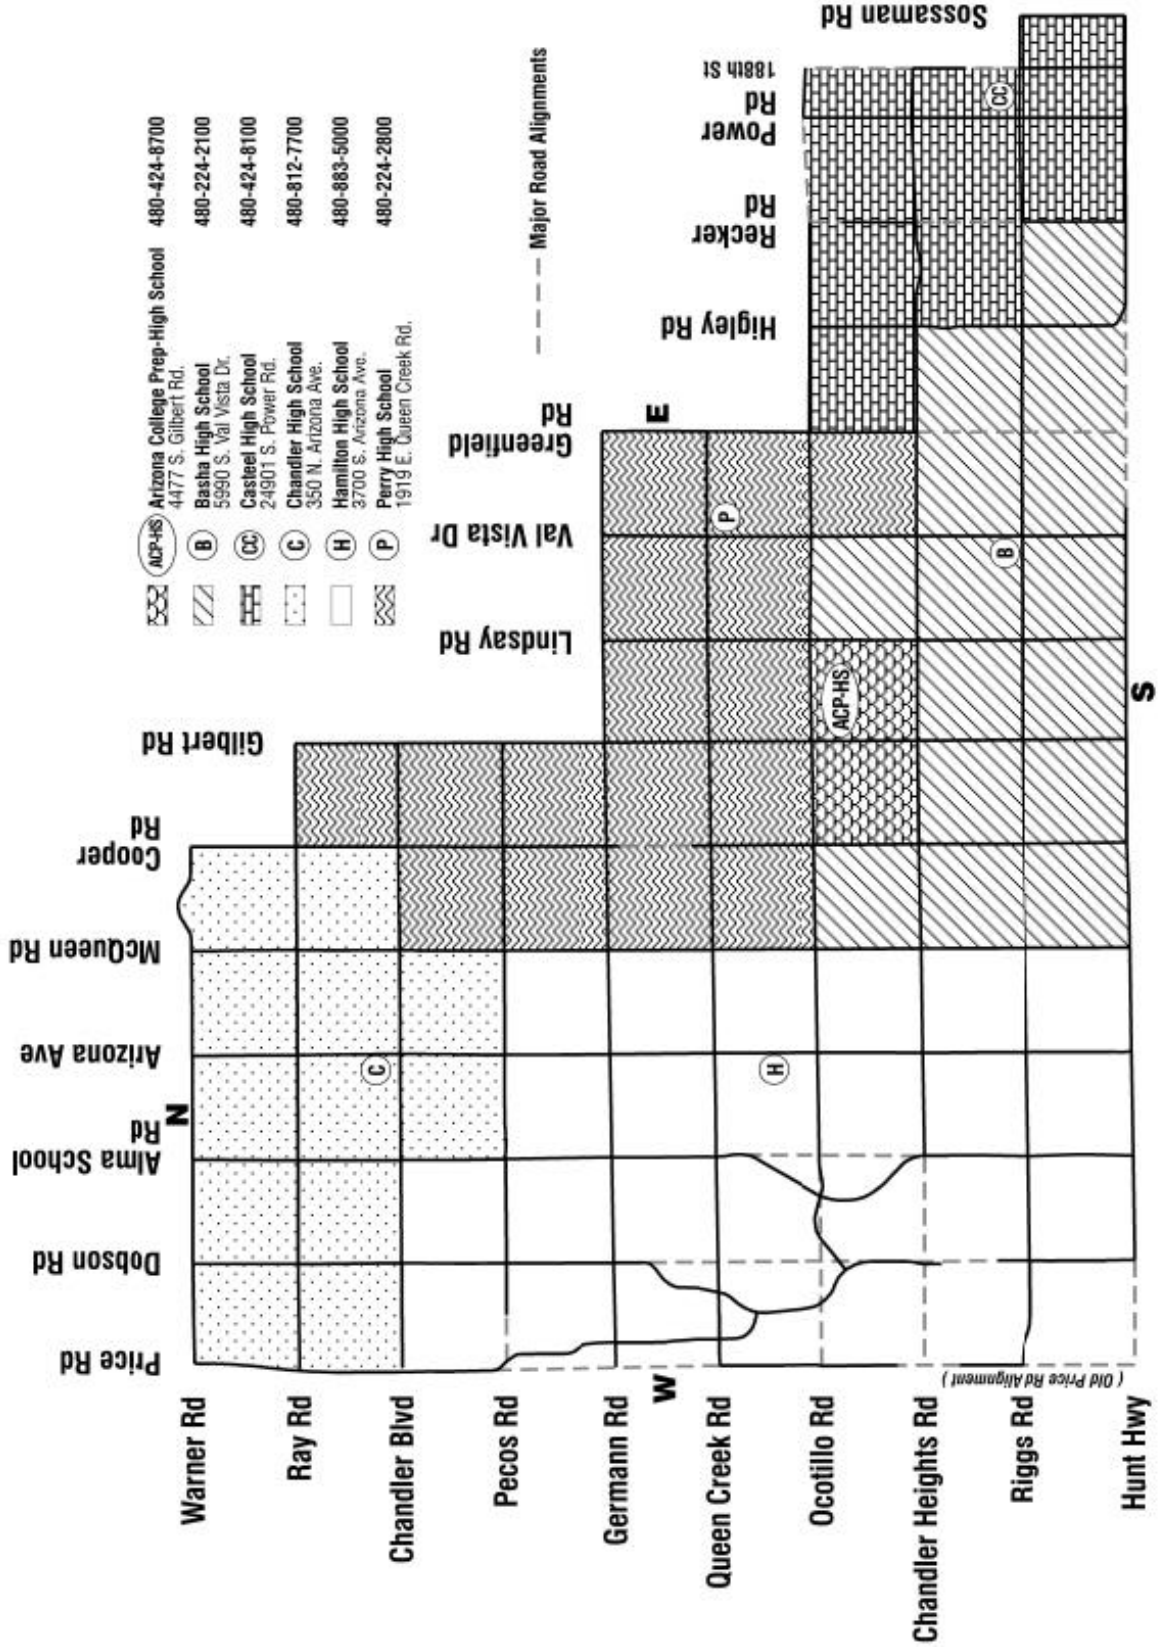 ACP-HS Arizona College Prep-High School 480-424-8700
4477 S. Gilbert Rd.
B Basha High School 480-224-2100
5990 S. Val Vista Dr.
CC Casteel High School 480-424-8100
24901 S. Power Rd.
C Chandler High School 480-812-7700
350 N. Arizona Ave.
H Hamilton High School 480-883-5000
3700 S. Arizona Ave.
P Perry High School 480-224-2800
1919 E. Queen Creek Rd.
Major Road Alignments
Warner Rd
Ray Rd
Chandler Blvd
Pecos Rd
Germann Rd
Queen Creek Rd
Ocotillo Rd
Chandler Heights Rd
Riggs Rd
Hunt Hwy
Price Rd
Dobson Rd
Alma School
Rd
Arizona Ave
McQueen Rd
Cooper
Rd
Gilbert Rd
Lindsay Rd
Val Vista Dr
Greenfield
Rd
Higley Rd
Recker
Rd
Power
Rd
188th St
Sossaman Rd
( Old Price Rd Alignment )
N
E
S
W
C
H
P
B
CC
ACP-HS